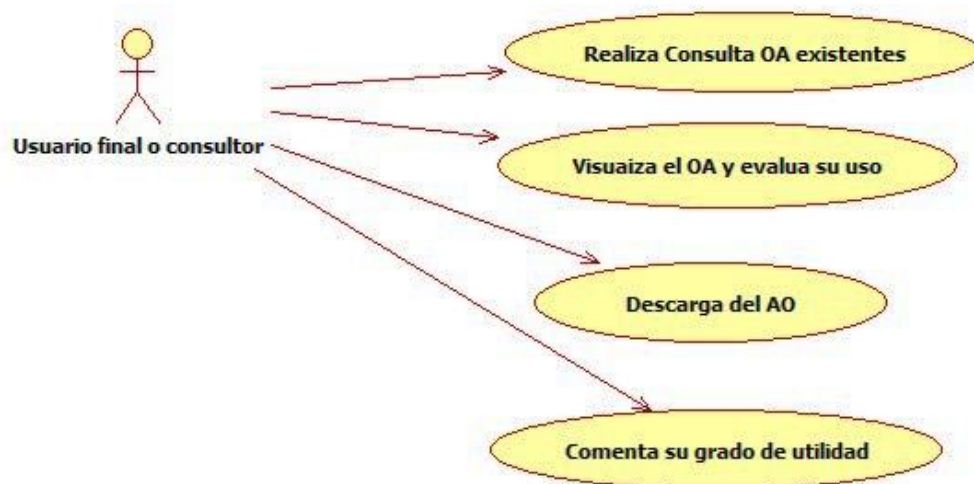 Realiza Consulta OA existentes
Usuario final o consultor
Visuaiza el OA y evalua su uso
Descarga del AO
Comenta su grado de utilidad